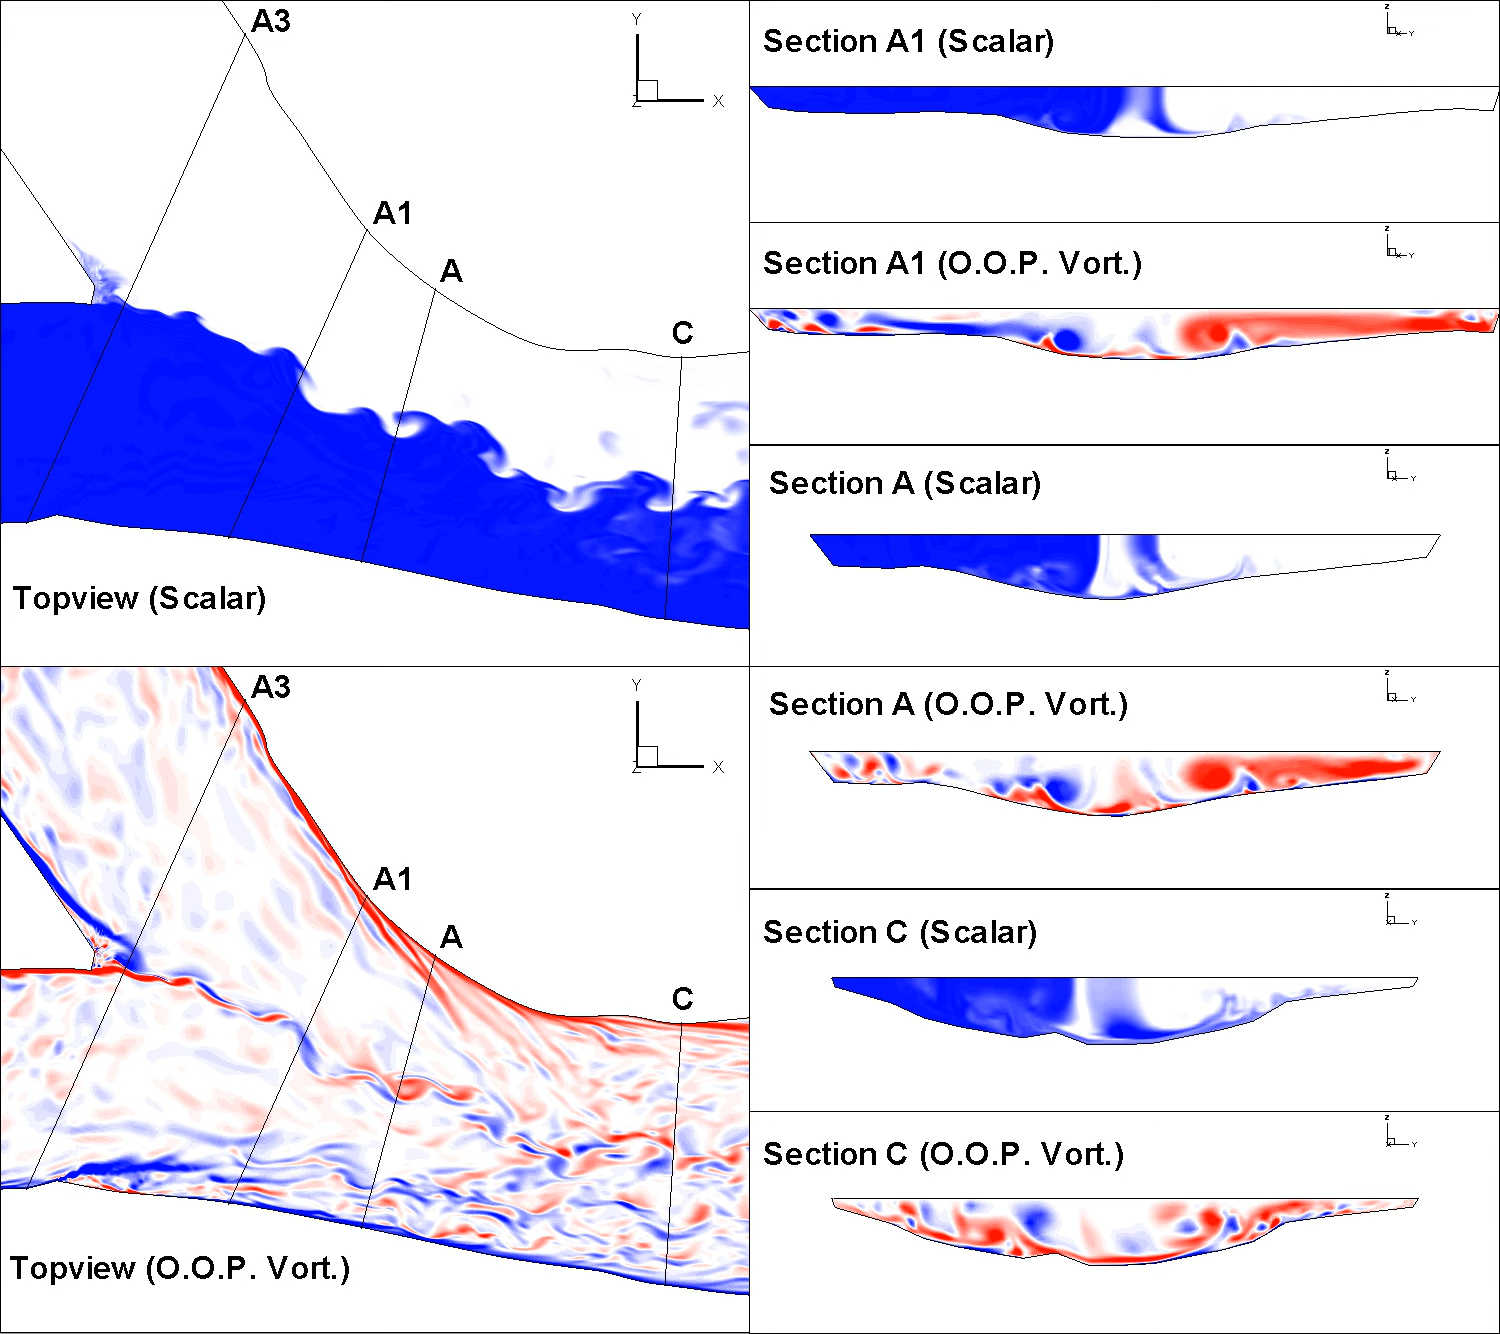 A3
Y
Z
X
A1
A
C
Topview (Scalar)
A3
Y
Z
X
A1
A
C
Topview (O.O.P. Vort.)
Section A1 (Scalar)
Z
X
Y
Section A1 (O.O.P. Vort.)
Z
X
Y
Section A (Scalar)
Z
X
Y
Section A (O.O.P. Vort.)
Z
X
Y
Section C (Scalar)
Z
X
Y
Section C (O.O.P. Vort.)
Z
X
Y